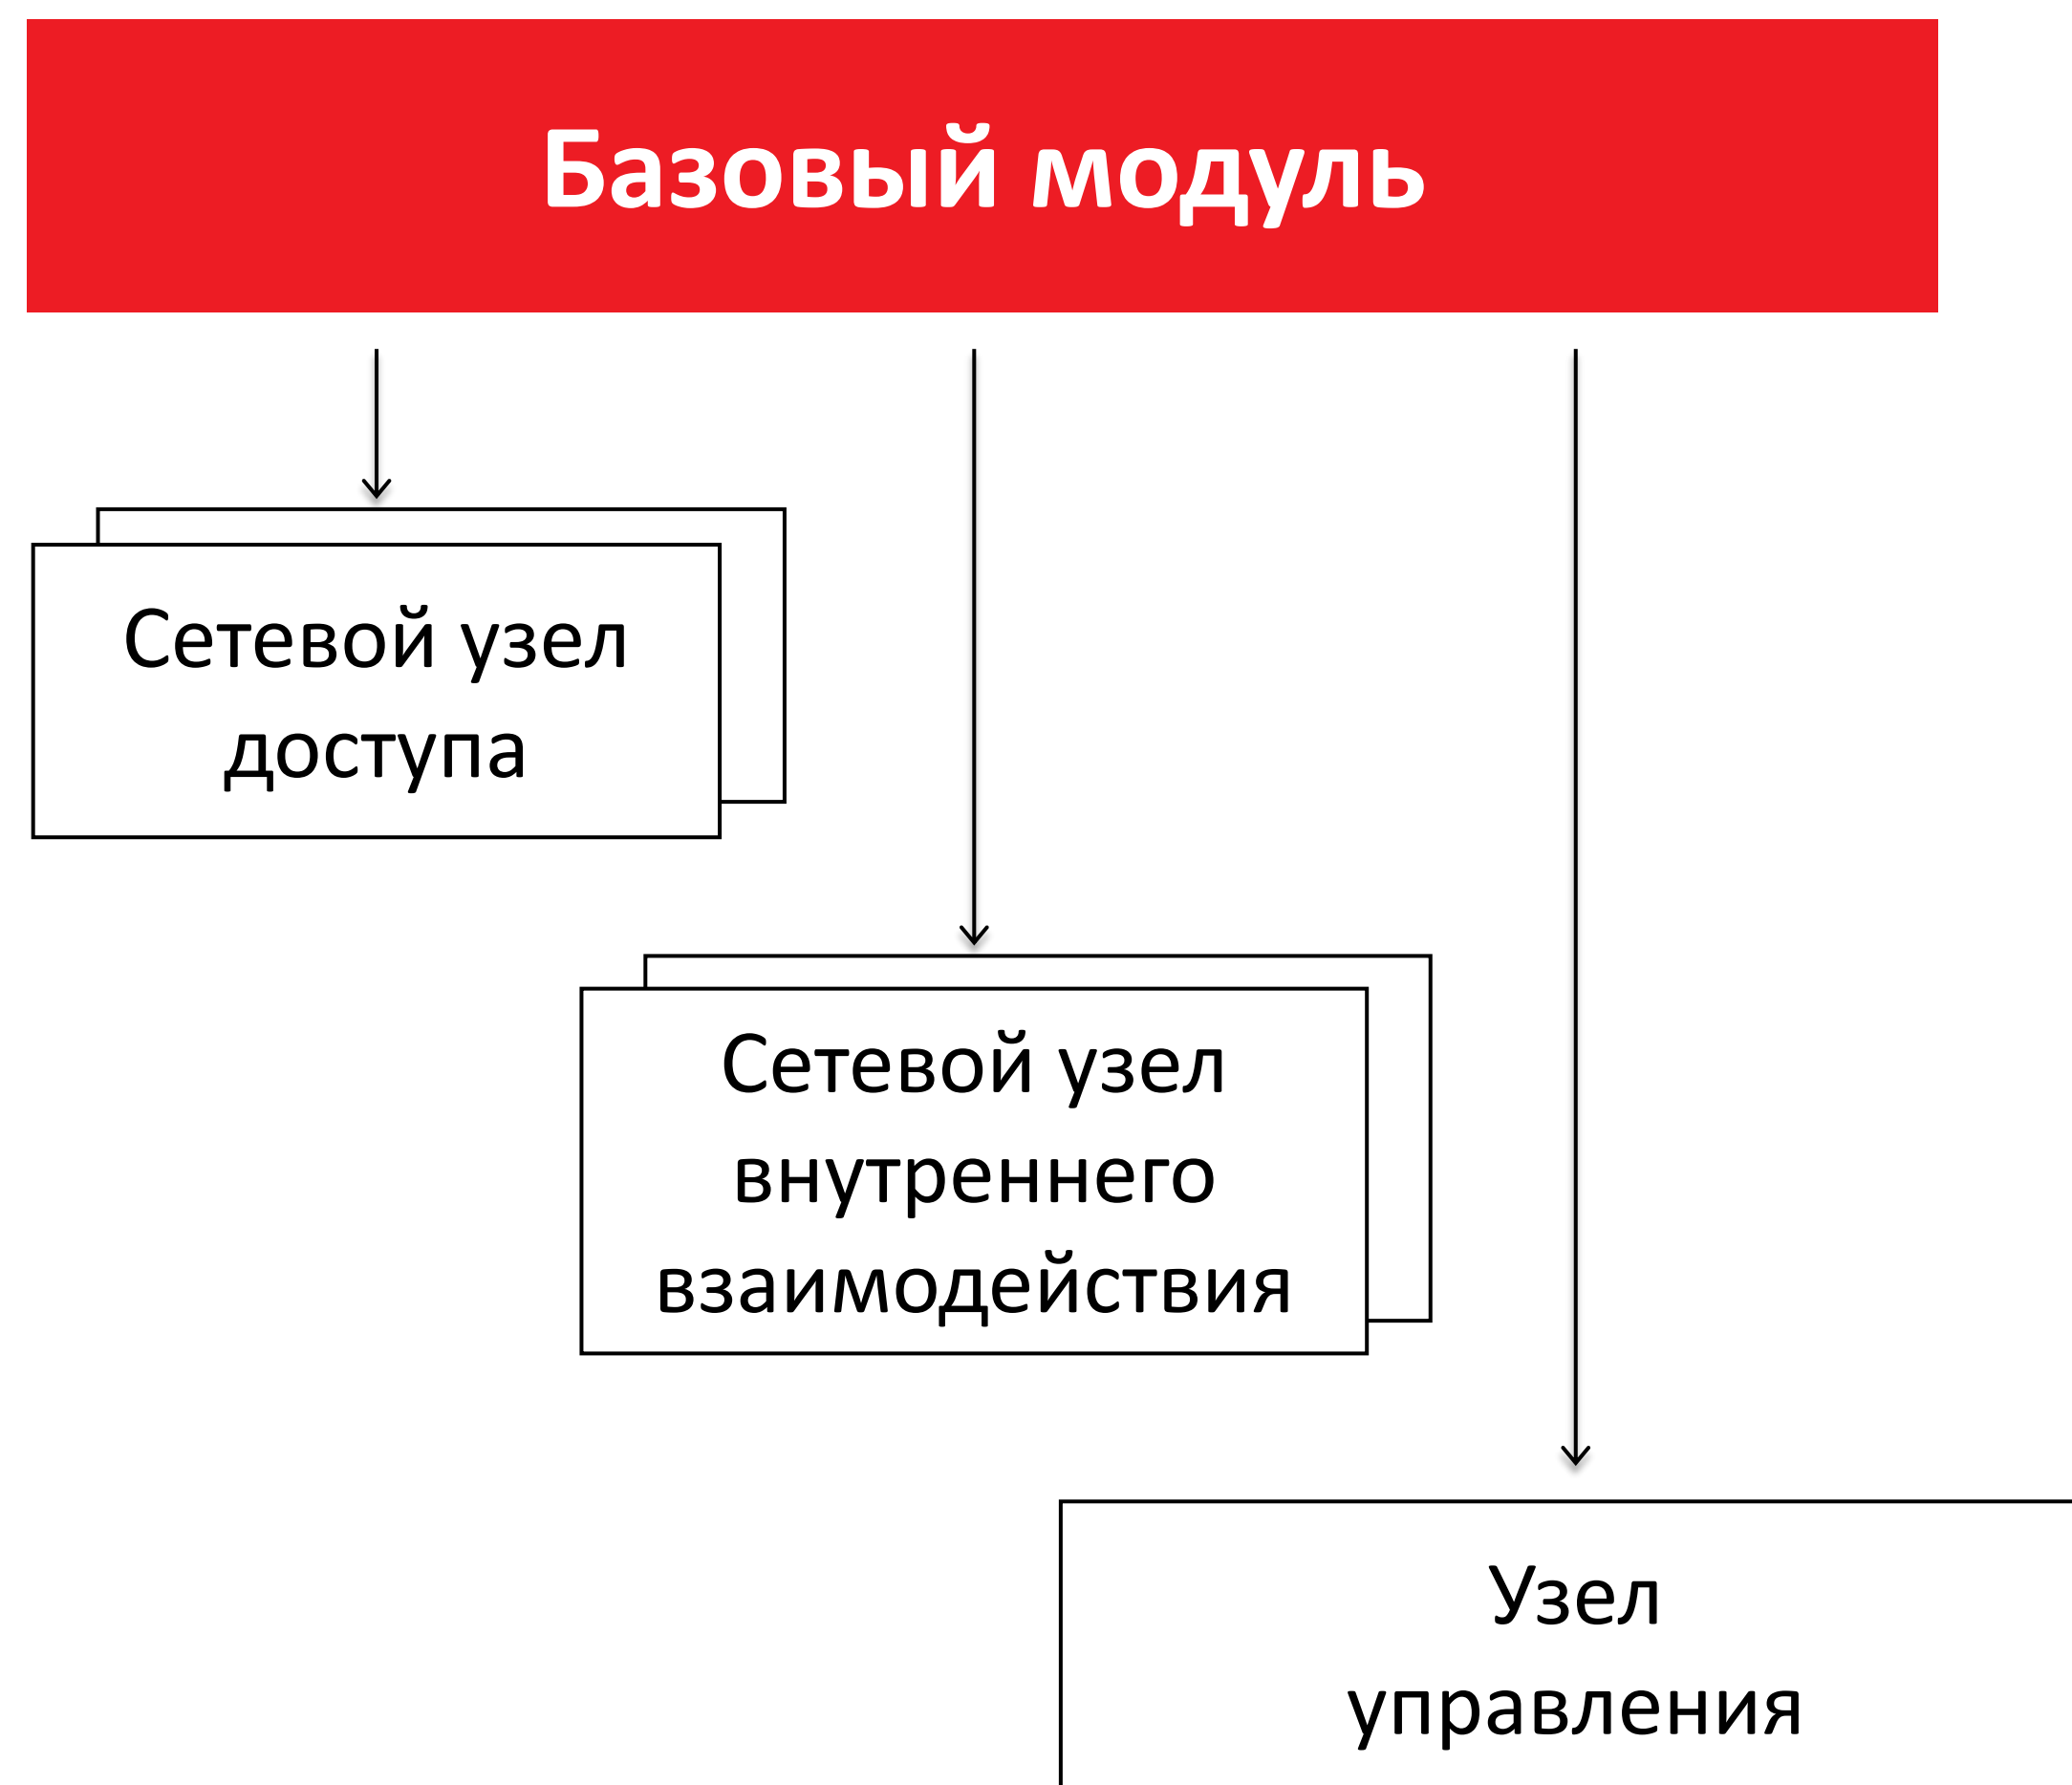 Базовый модуль
Сетевой узел
доступа
Сетевой узел
внутреннего
взаимодействия
Узел
управления